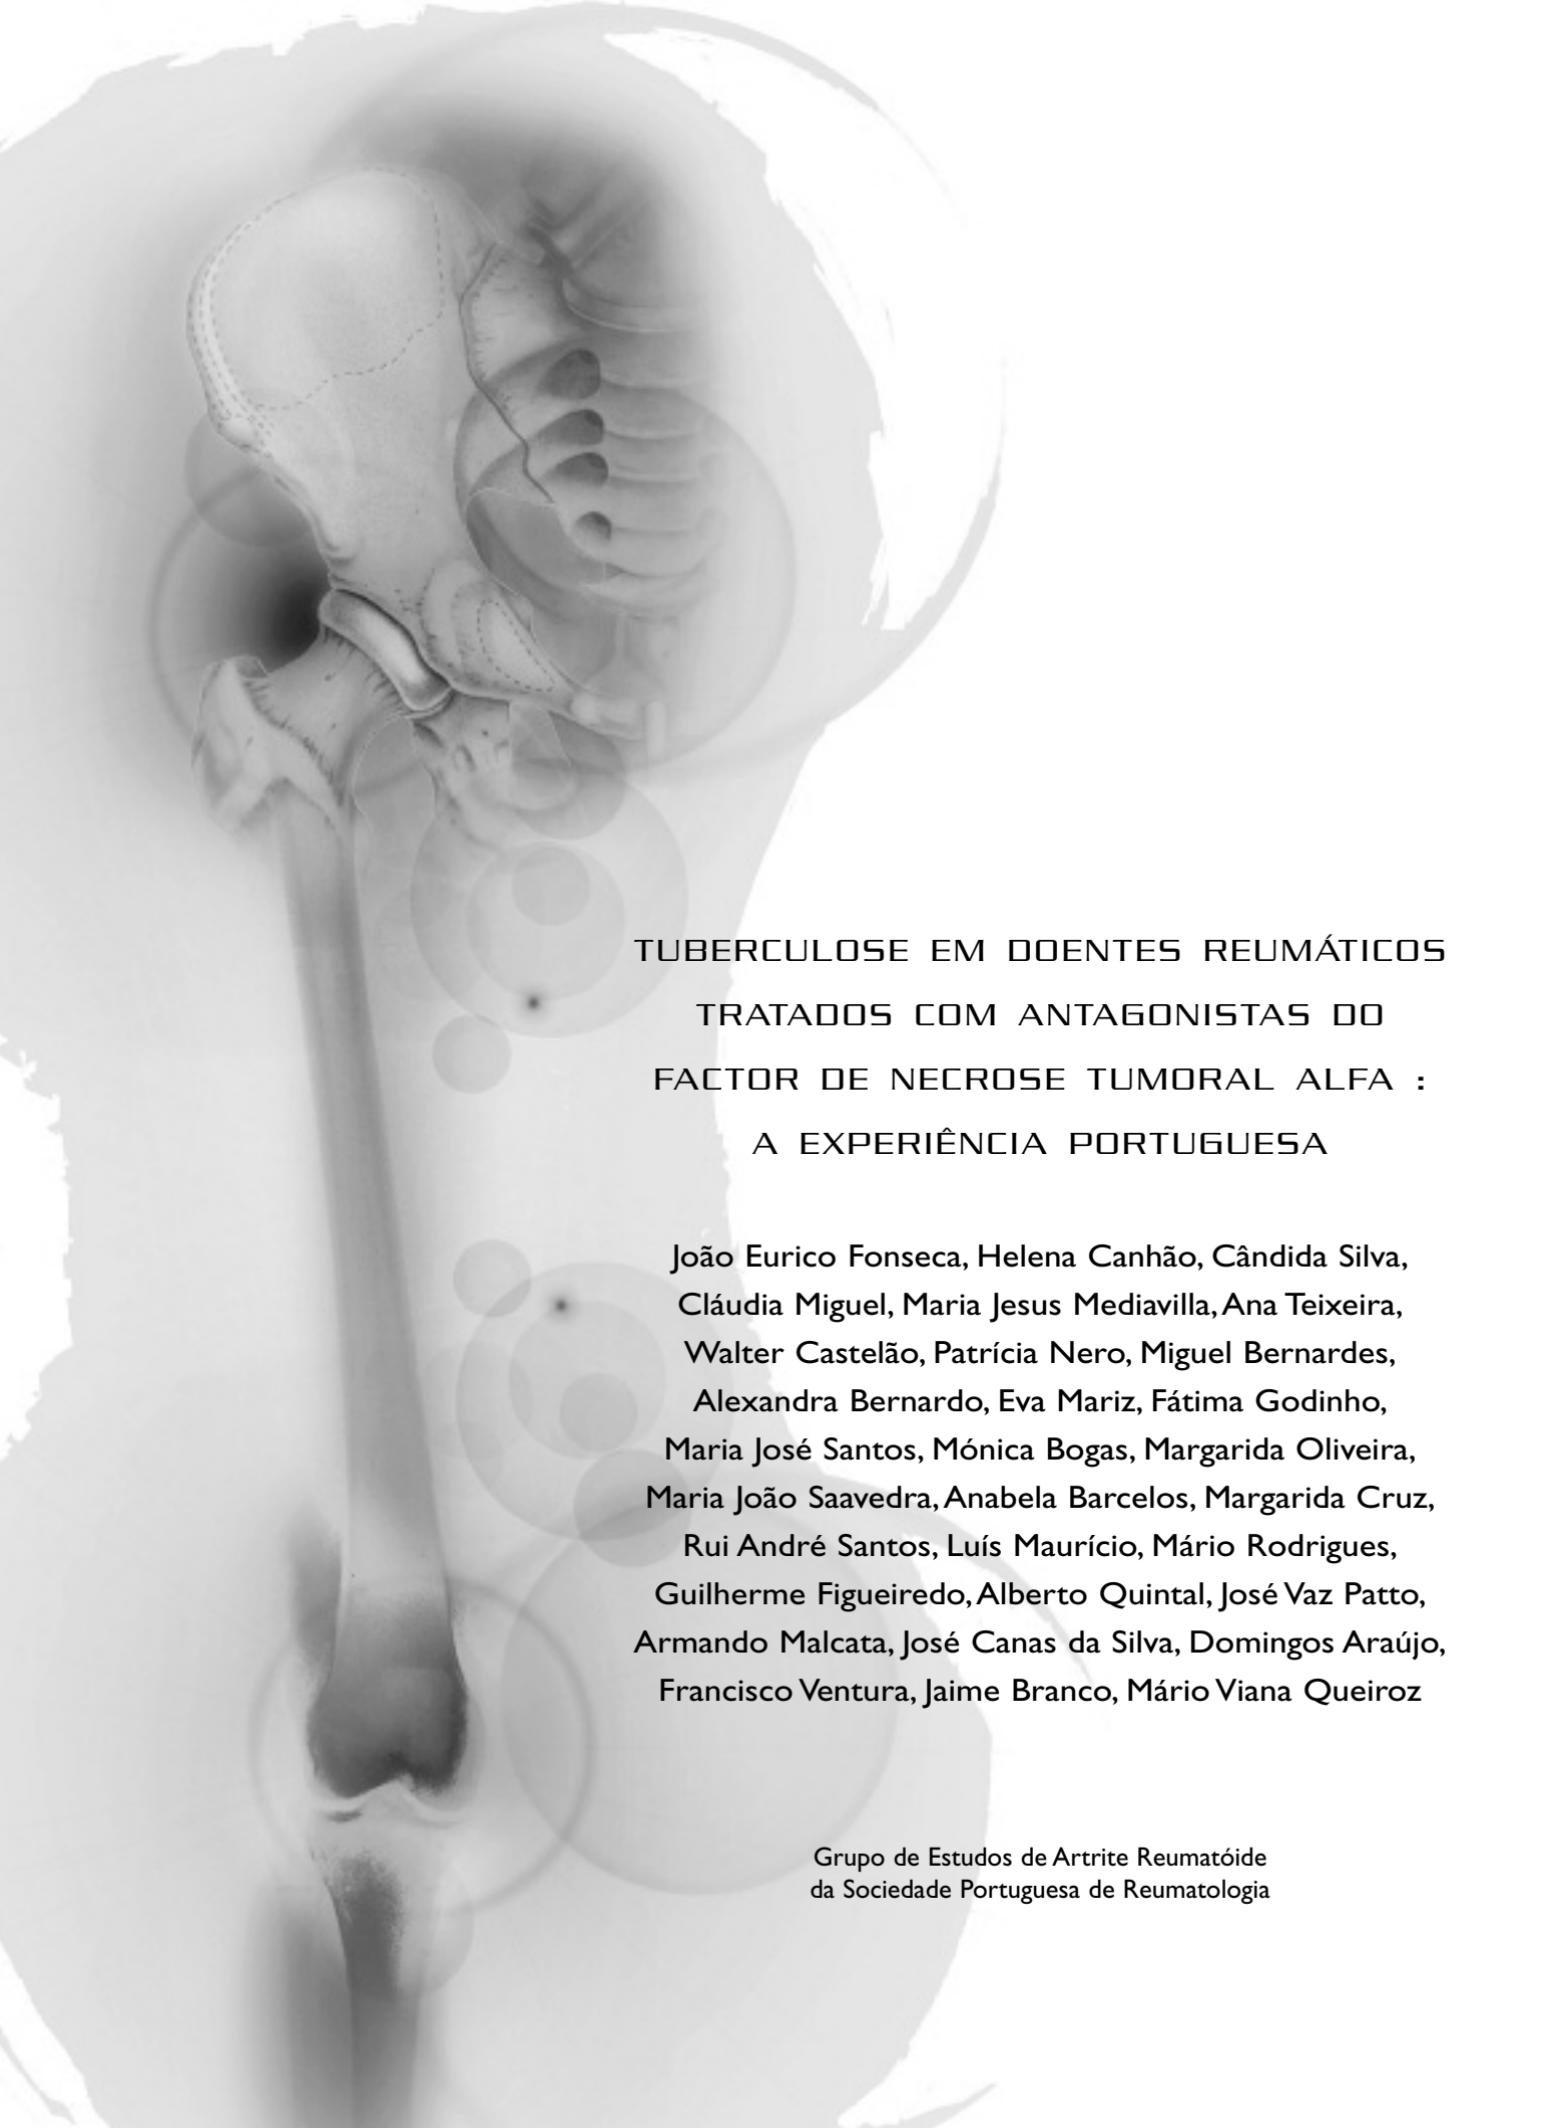 TUBERCULOSE EM DOENTES REUMÁTICOS
TRATADOS COM ANTAGONISTAS DO
FACTOR DE NECROSE TUMORAL ALFA :
A EXPERIÊNCIA PORTUGUESA
João Eurico Fonseca, Helena Canhão, Cândida Silva,
Cláudia Miguel, Maria Jesus Mediavilla, Ana Teixeira,
Walter Castelão, Patrícia Nero, Miguel Bernardes,
Alexandra Bernardo, Eva Mariz, Fátima Godinho,
Maria José Santos, Mónica Bogas, Margarida Oliveira,
Maria João Saavedra, Anabela Barcelos, Margarida Cruz,
Rui André Santos, Luís Maurício, Mário Rodrigues,
Guilherme Figueiredo, Alberto Quintal, José Vaz Patto,
Armando Malcata, José Canas da Silva, Domingos Araújo,
Francisco Ventura, Jaime Branco, Mário Viana Queiroz
Grupo de Estudos de Artrite Reumatóide
da Sociedade Portuguesa de Reumatologia